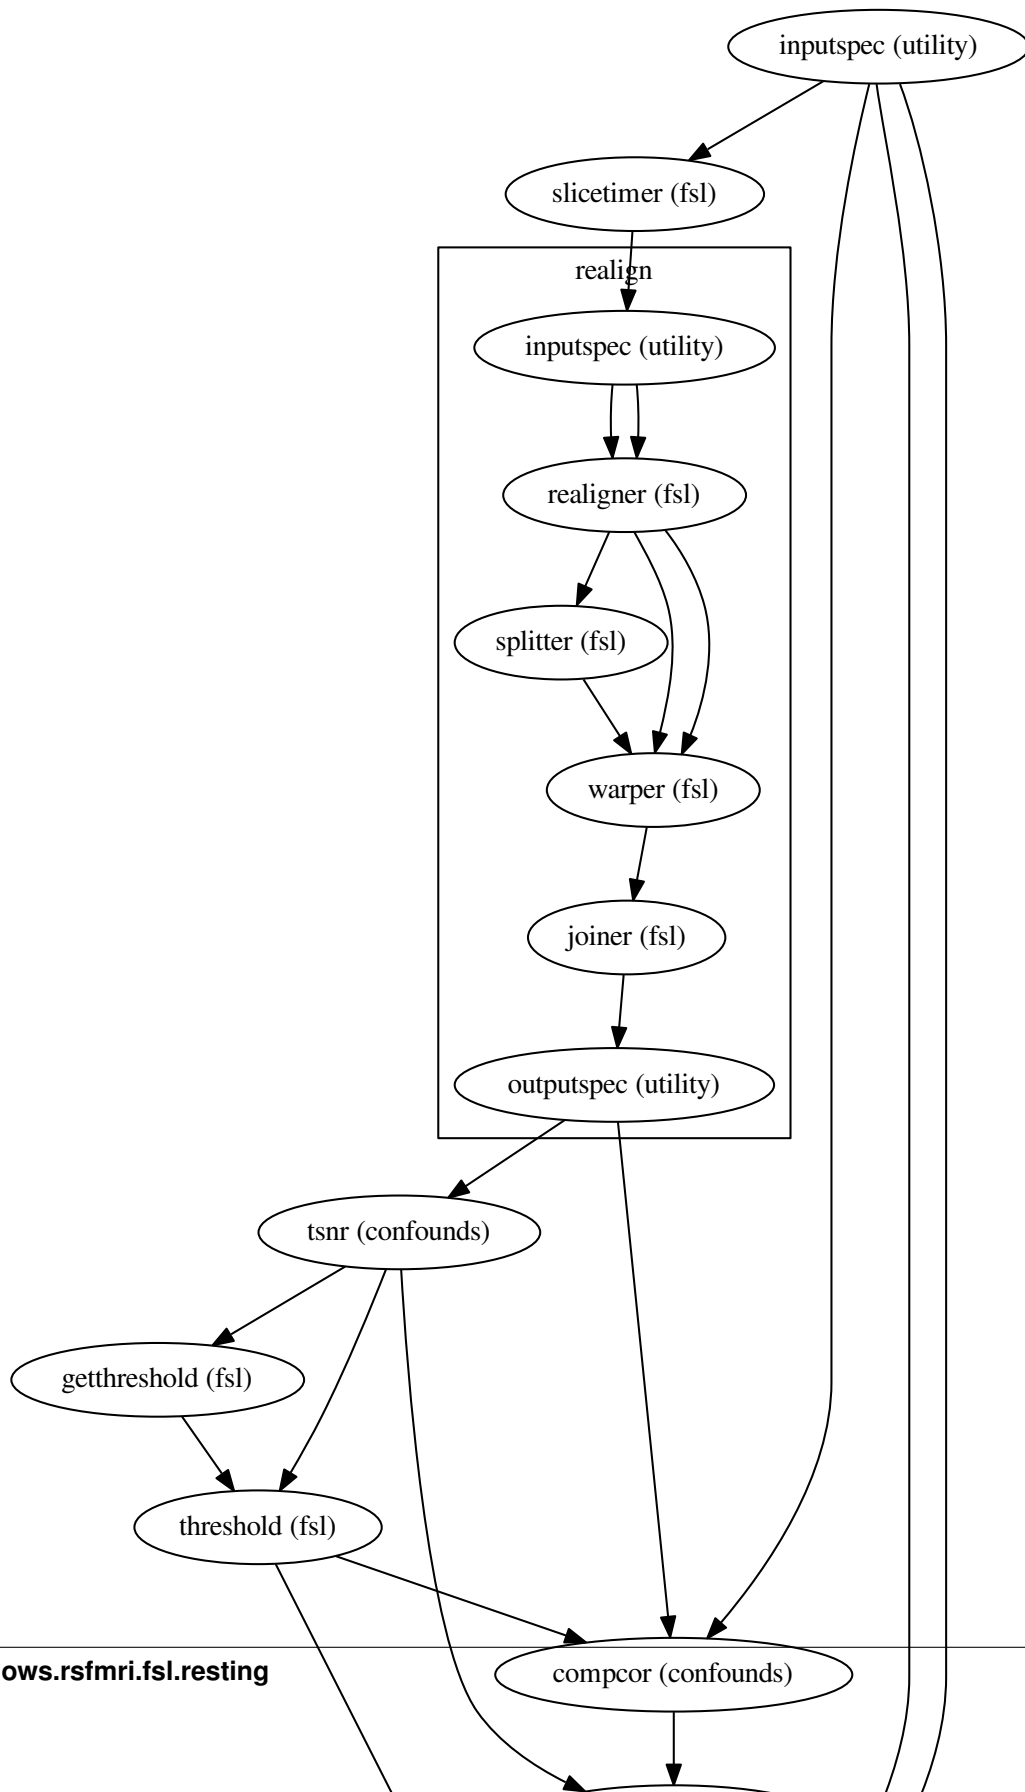 inputspec (utility)
slicetimer (fsl)
realign
inputspec (utility)
realigner (fsl)
splitter (fsl)
warper (fsl)
joiner (fsl)
outputspec (utility)
tsnr (confounds)
getthreshold (fsl)
threshold (fsl)
ows.rsfmri.fsl.resting
compcor (confounds)